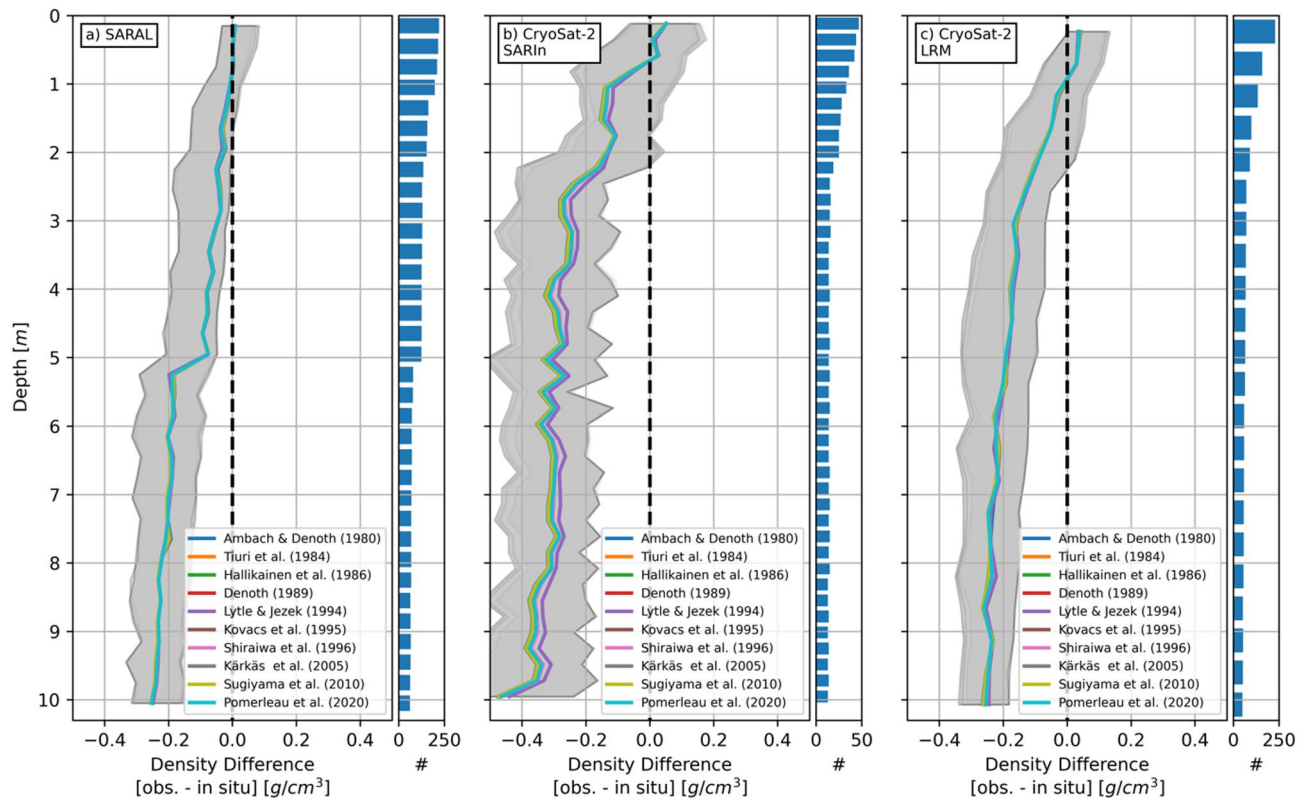 a) SARAL
b) CryoSat-2
SARIn
c) CryoSat-2
LRM
Depth [m]
0
1
2
3
4
5
6
7
8
9
10
Ambach & Denoth (1980)
Tiuri et al. (1984)
Hallikainen et al. (1986)
Denoth (1989)
Lytle & Jezek (1994)
Kovacs et al. (1995)
Shiraiwa et al. (1996)
Kärkäs et al. (2005)
Sugiyama et al. (2010)
Pomerleau et al. (2020)
Ambach & Denoth (1980)
Tiuri et al. (1984)
Hallikainen et al. (1986)
Denoth (1989)
Lytle & Jezek (1994)
Kovacs et al. (1995)
Shiraiwa et al. (1996)
Kärkäs et al. (2005)
Sugiyama et al. (2010)
Pomerleau et al. (2020)
Ambach & Denoth (1980)
Tiuri et al. (1984)
Hallikainen et al. (1986)
Denoth (1989)
Lytle & Jezek (1994)
Kovacs et al. (1995)
Shiraiwa et al. (1996)
Kärkäs et al. (2005)
Sugiyama et al. (2010)
Pomerleau et al. (2020)
−0.4 −0.2 0.0 0.2 0.4 0 250 −0.4 −0.2 0.0 0.2 0.4 0 50 −0.4 −0.2 0.0 0.2 0.4 0 250
Density Difference # Density Difference # Density Difference #
[obs. - in situ] [g/cm³] [obs. - in situ] [g/cm³] [obs. - in situ] [g/cm³]